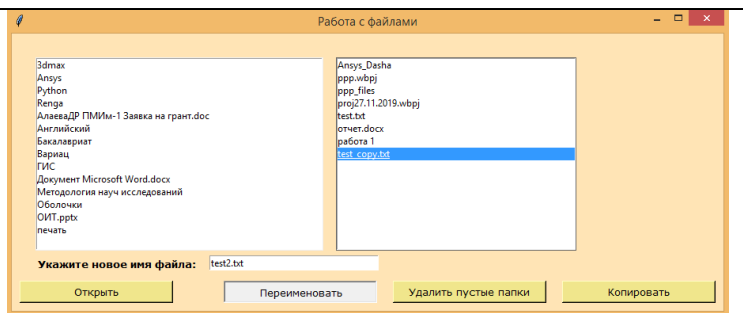 Работа с файлами
3dmax
Ansys
Python
Renga
АлаеваДР ПМИм-1 Заявка на грант.doc
Английский
Бакалавриат
Вариац
ГИС
Документ Microsoft Word.docx
Методология науч исследований
Оболочки
ОИТ.pptx
печать
Ansys_Dasha
ppp.wbpj
ppp_files
proj27.11.2019.wbpj
test.txt
отчет.docx
работа 1
test_copy.txt
Укажите новое имя файла: test2.txt
Открыть Переименовать Удалить пустые папки Копировать